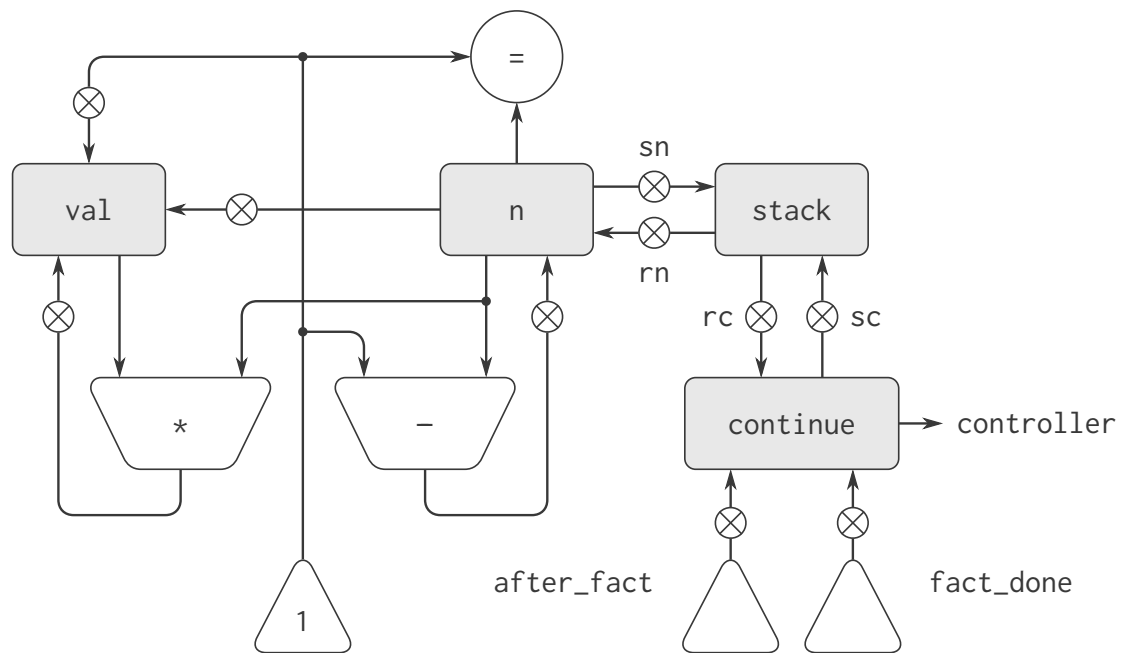 =
sn
val
n
stack
rn
rc
sc
*
−
continue
controller
after_fact
fact_done
1